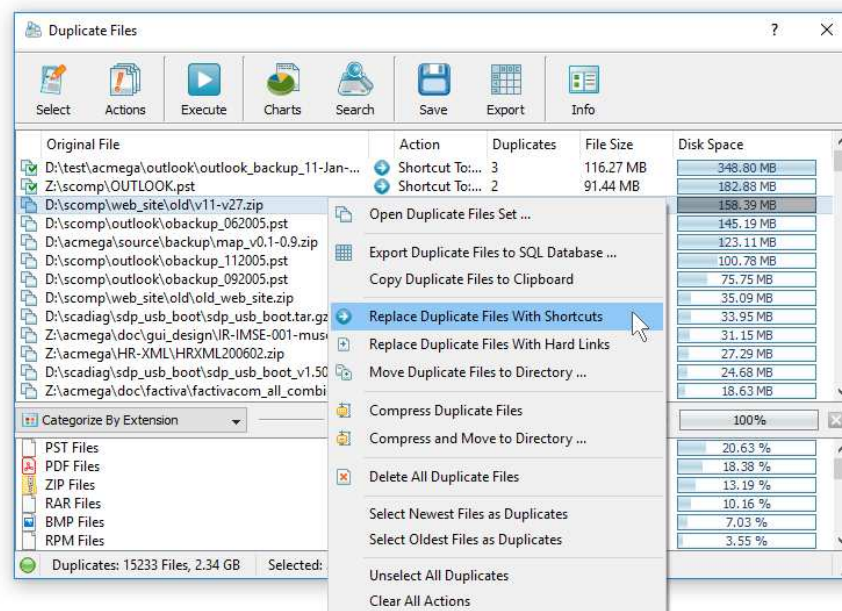 Duplicate Files ?
Select Actions Execute Charts Search Save Export Info
Original File Action Duplicates File Size Disk Space
D:\test\acmega\outlook\outlook_backup_11-Jan-... Shortcut To:... 3 116.27 MB 348.80 MB
Z:\scomp\OUTLOOK.pst Shortcut To:... 2 91.44 MB 182.88 MB
D:\scomp\web_site\old\v11-v27.zip 158.39 MB
D:\scomp\outlook\obackup_062005.pst 145.19 MB
D:\acmega\source\backup\map_v0.1-0.9.zip 123.11 MB
D:\scomp\outlook\obackup_112005.pst 100.78 MB
D:\scomp\outlook\obackup_092005.pst 75.75 MB
D:\scomp\web_site\old\old_web_site.zip 35.09 MB
D:\scadiag\sdp_usb_boot\sdp_usb_boot.tar.gz 33.95 MB
Z:\acmega\doc\gui_design\IR-IMSE-001-muse 31.15 MB
Z:\acmega\HR-XML\HRXML200602.zip 27.29 MB
D:\scadiag\sdp_usb_boot\sdp_usb_boot_v1.50 24.68 MB
Z:\acmega\doc\factiva\factivacom_all_combi 18.63 MB
Categorize By Extension 100%
PST Files 20.63 %
PDF Files 18.38 %
ZIP Files 13.19 %
RAR Files 10.16 %
BMP Files 7.03 %
RPM Files 3.55 %
Duplicates: 15233 Files, 2.34 GB Selected:
Open Duplicate Files Set ...
Export Duplicate Files to SQL Database ...
Copy Duplicate Files to Clipboard
Replace Duplicate Files With Shortcuts
Replace Duplicate Files With Hard Links
Move Duplicate Files to Directory ...
Compress Duplicate Files
Compress and Move to Directory ...
Delete All Duplicate Files
Select Newest Files as Duplicates
Select Oldest Files as Duplicates
Unselect All Duplicates
Clear All Actions